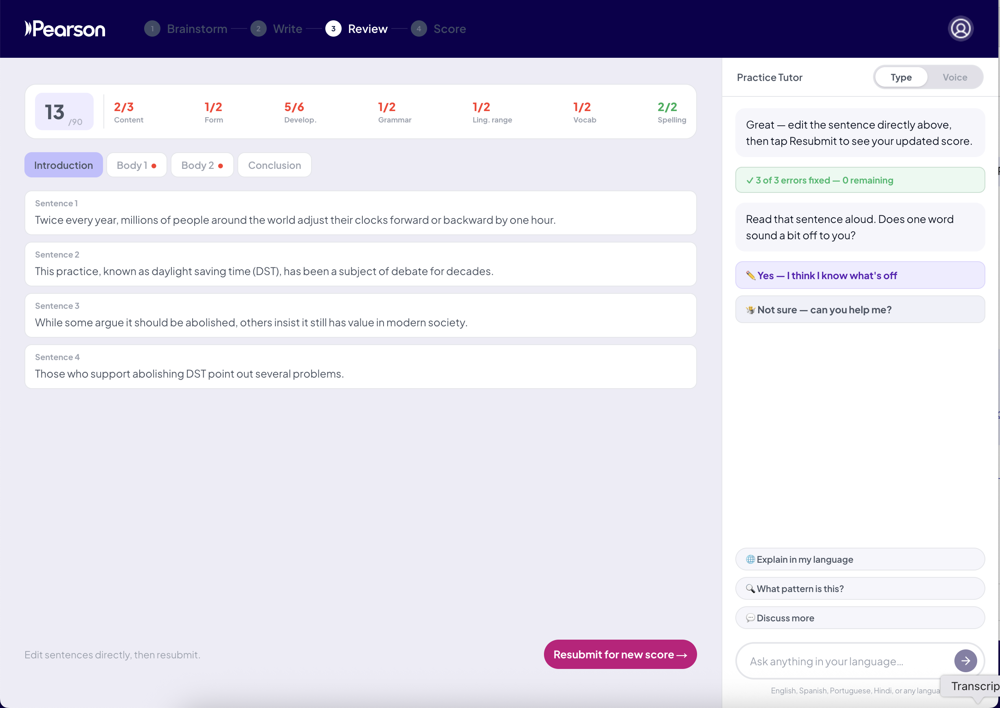 Pearson
1 Brainstorm 2 Write 3 Review 4 Score
13 /90
2/3 Content
1/2 Form
5/6 Develop.
1/2 Grammar
1/2 Ling. range
1/2 Vocab
2/2 Spelling
Introduction Body 1 Body 2 Conclusion
Sentence 1
Twice every year, millions of people around the world adjust their clocks forward or backward by one hour.
Sentence 2
This practice, known as daylight saving time (DST), has been a subject of debate for decades.
Sentence 3
While some argue it should be abolished, others insist it still has value in modern society.
Sentence 4
Those who support abolishing DST point out several problems.
Edit sentences directly, then resubmit.
Resubmit for new score →
Practice Tutor
Type Voice
Great — edit the sentence directly above,
then tap Resubmit to see your updated score.
✓ 3 of 3 errors fixed — 0 remaining
Read that sentence aloud. Does one word
sound a bit off to you?
✏️ Yes — I think I know what's off
🤷 Not sure — can you help me?
🌐 Explain in my language
🔍 What pattern is this?
💬 Discuss more
Ask anything in your language...
English, Spanish, Portuguese, Hindi, or any